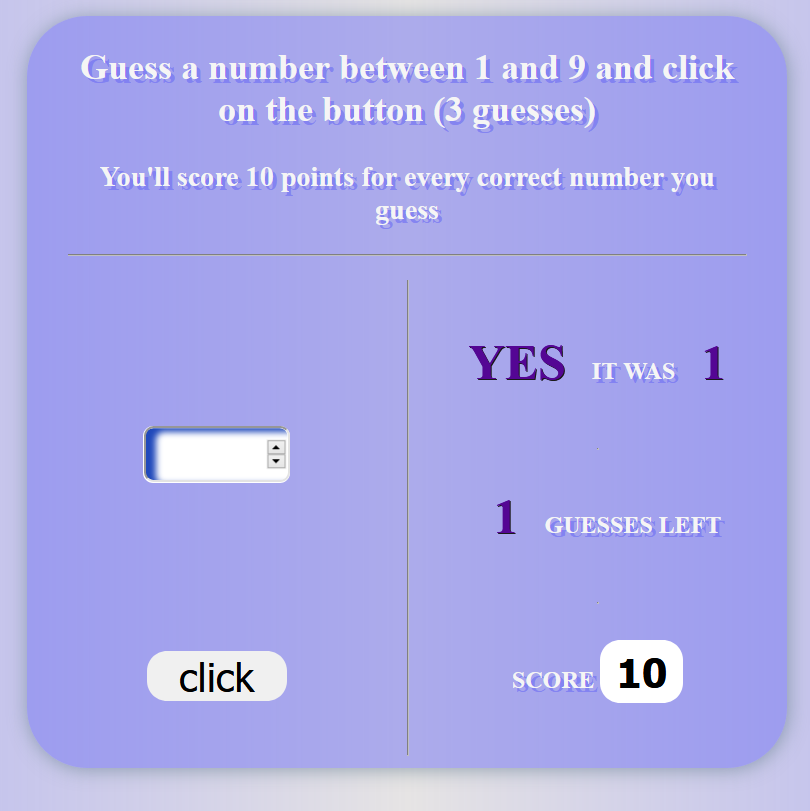 Guess a number between 1 and 9 and click
on the button (3 guesses)
You'll score 10 points for every correct number you
guess
YES IT WAS 1
1 GUESSES LEFT
click
SCORE 10